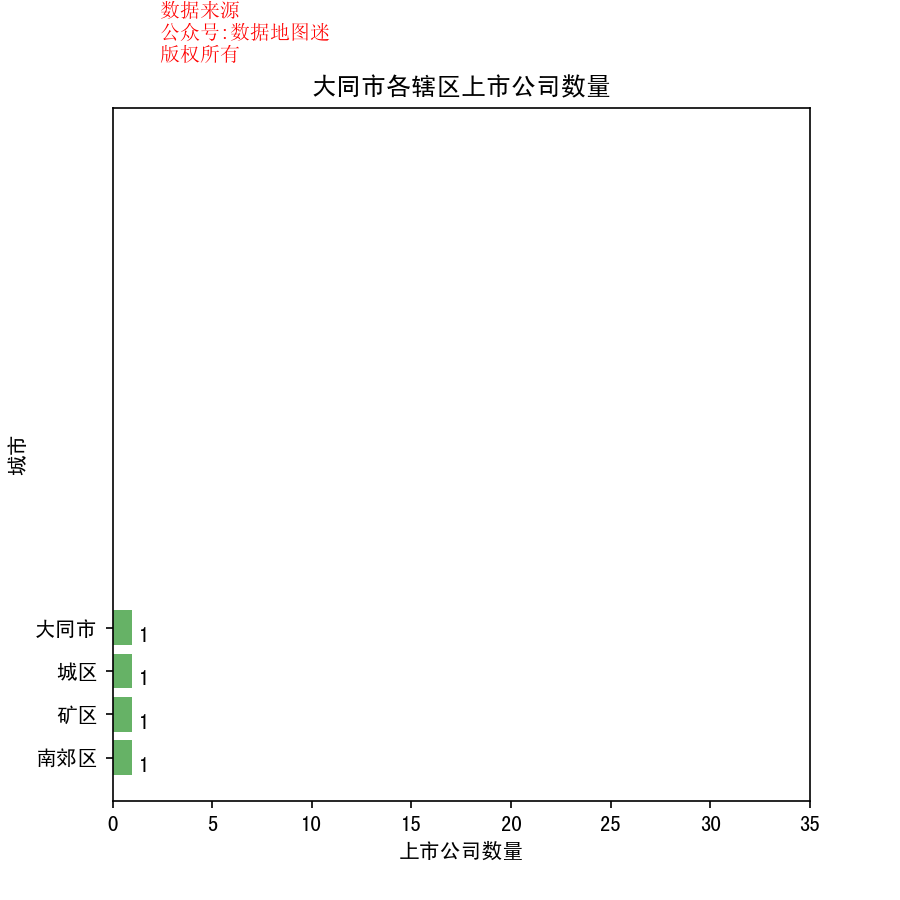 数据来源
公众号:数据地图迷
版权所有
大同市各辖区上市公司数量
城市
大同市 1
城区 1
矿区 1
南郊区 1
0 5 10 15 20 25 30 35
上市公司数量